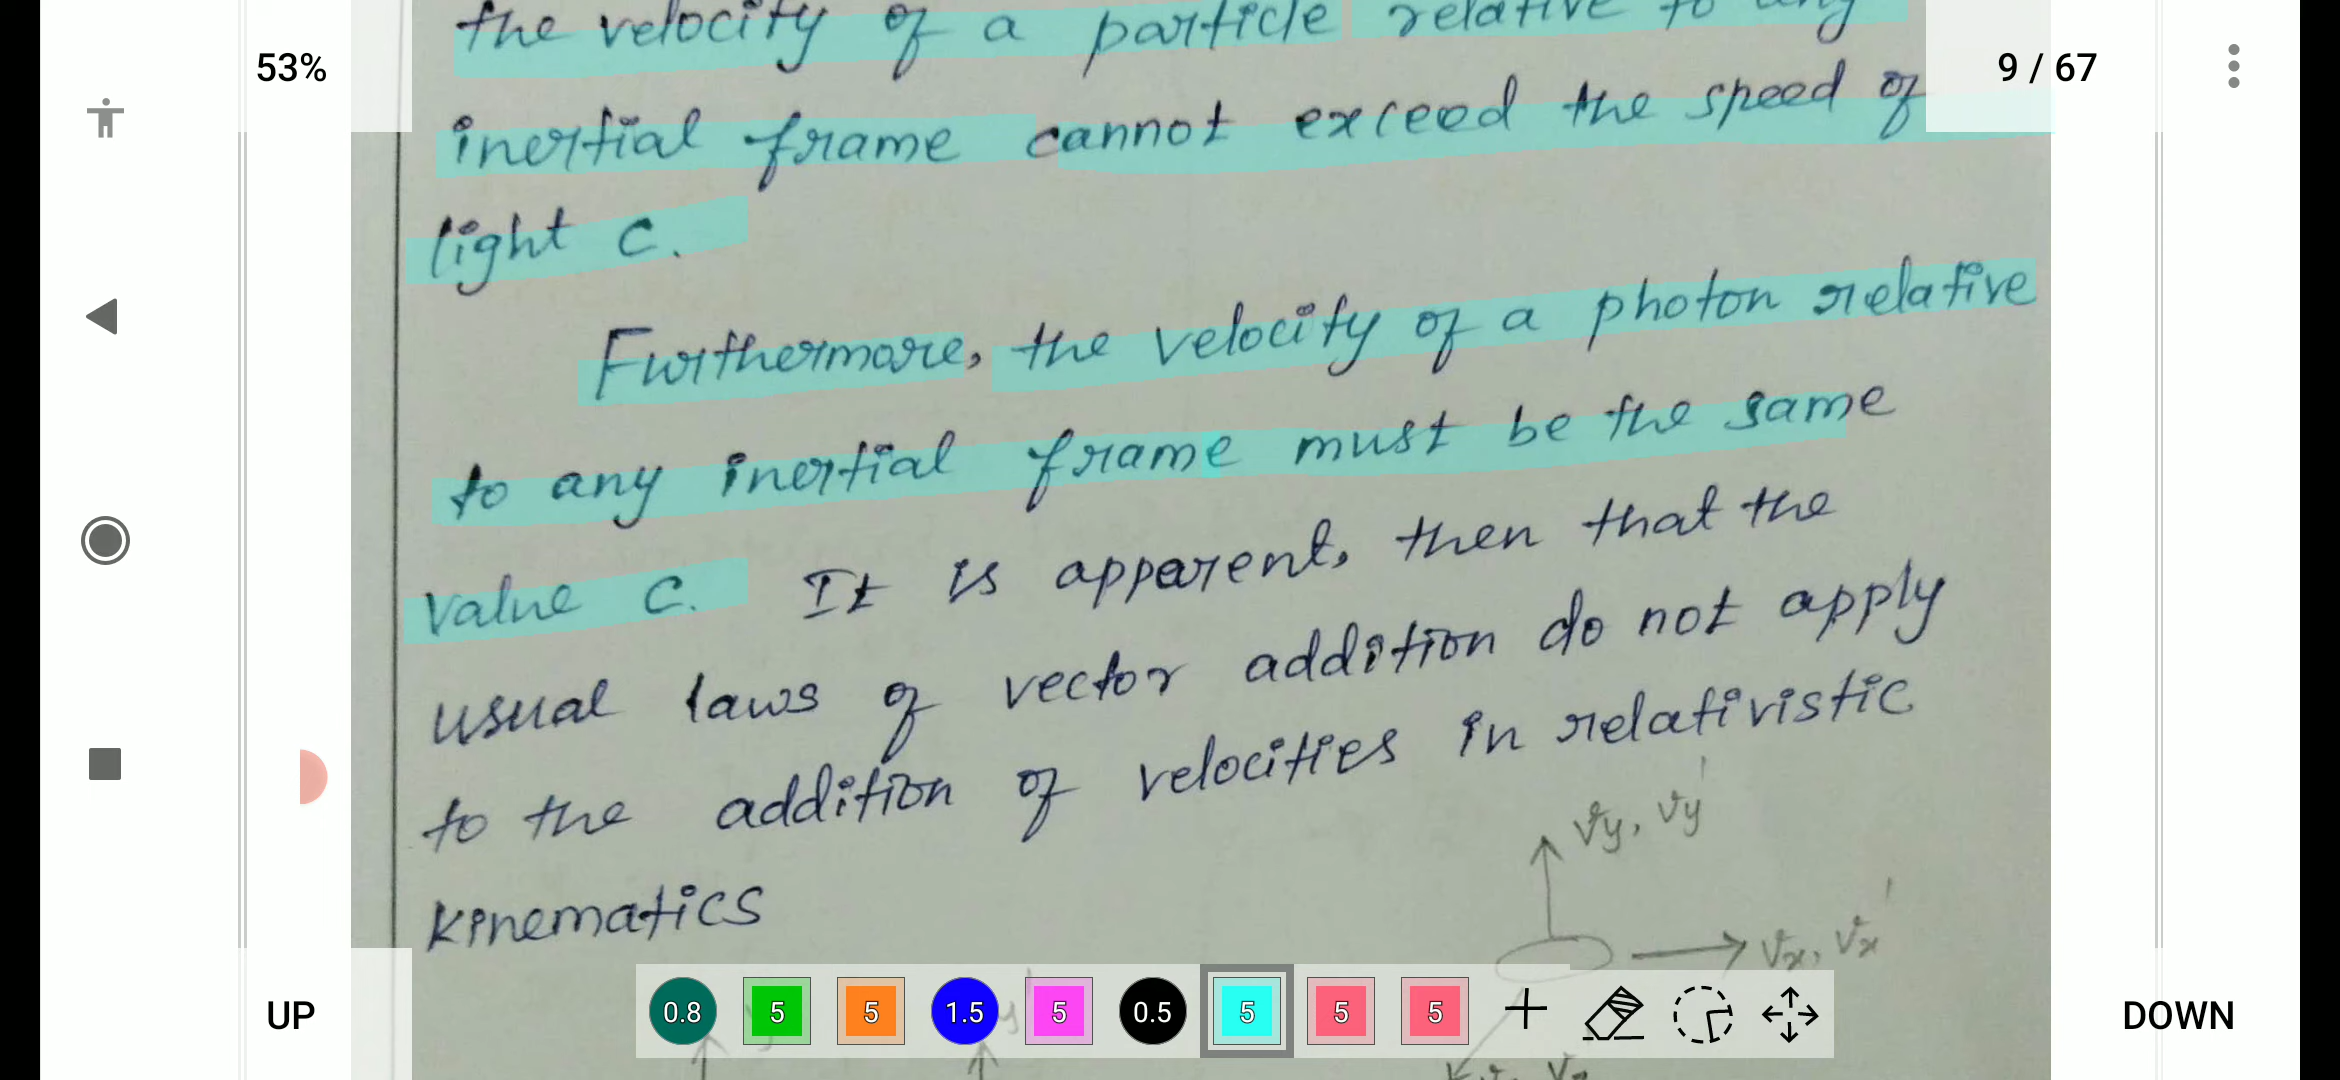 the velocity of a particle relative to any
53%
9 / 67
inertial frame cannot exceed the speed of
light c.
Furthermore, the velocity of a photon relative
to any inertial frame must be the same
value c. It is apparent, then that the
usual laws of vector addition do not apply
to the addition of velocities in relativistic
kinematics
Vy, Vy'
Vx, Vx'
UP
0.8 5 5 1.5 5 0.5 5 5 5
DOWN